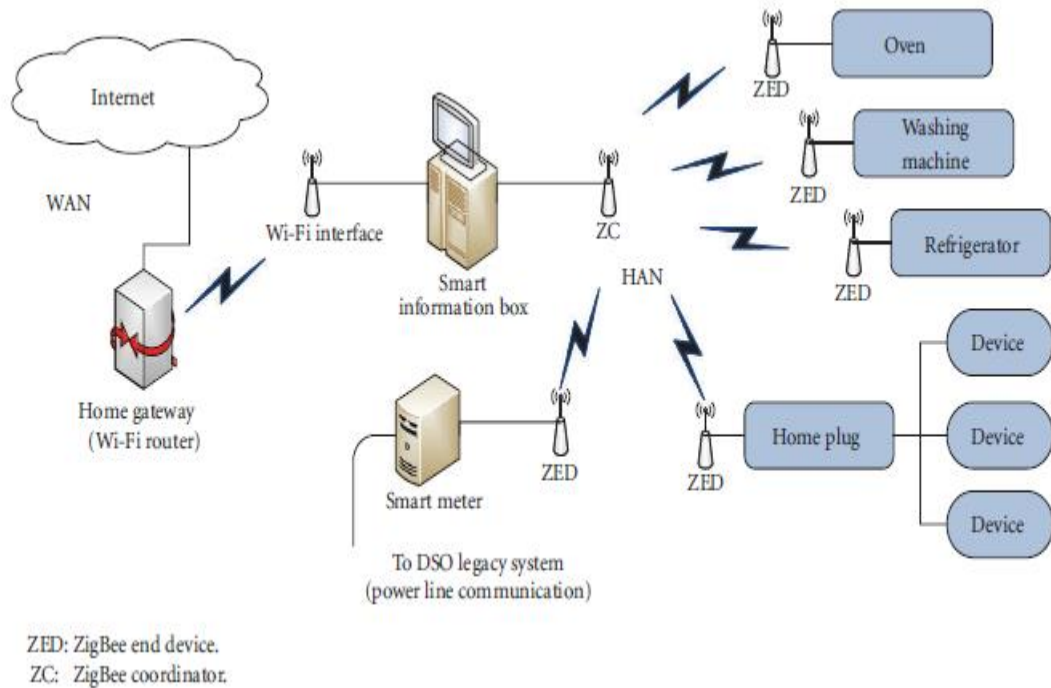 Internet
WAN
Home gateway
(Wi-Fi router)
Wi-Fi interface
Smart
information box
ZC
HAN
ZED
Oven
ZED
Washing
machine
ZED
Refrigerator
Smart meter
ZED
To DSO legacy system
(power line communication)
ZED
Home plug
Device
Device
Device
ZED: ZigBee end device.
ZC: ZigBee coordinator.